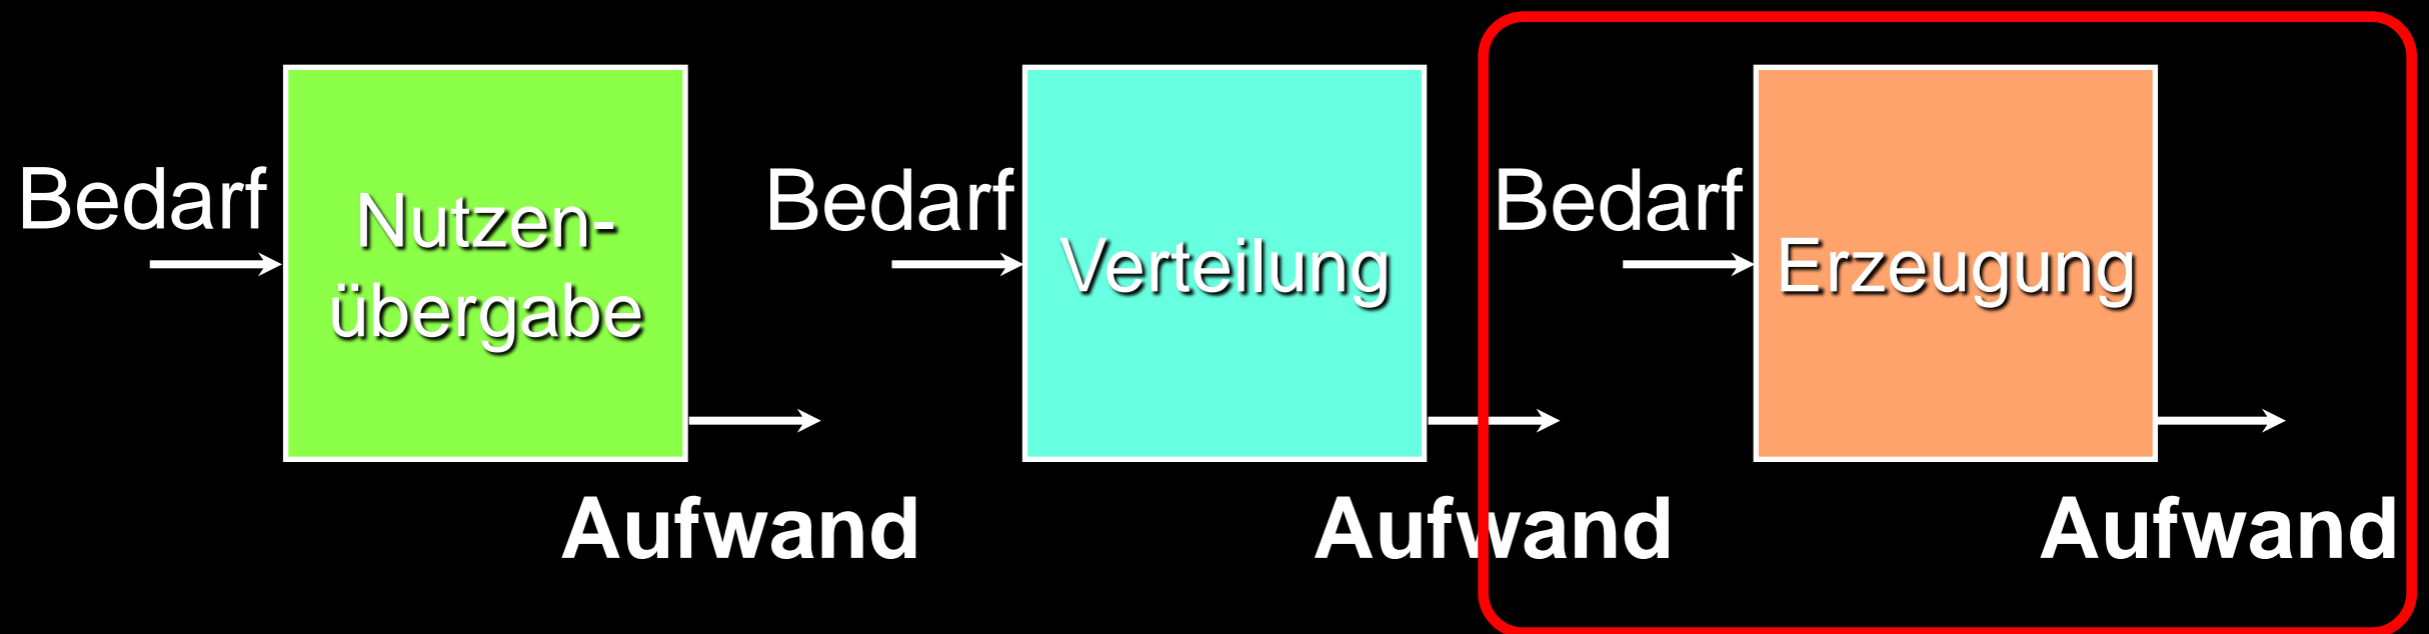 Bedarf
Nutzen-
übergabe
Aufwand
Bedarf
Verteilung
Aufwand
Bedarf
Erzeugung
Aufwand